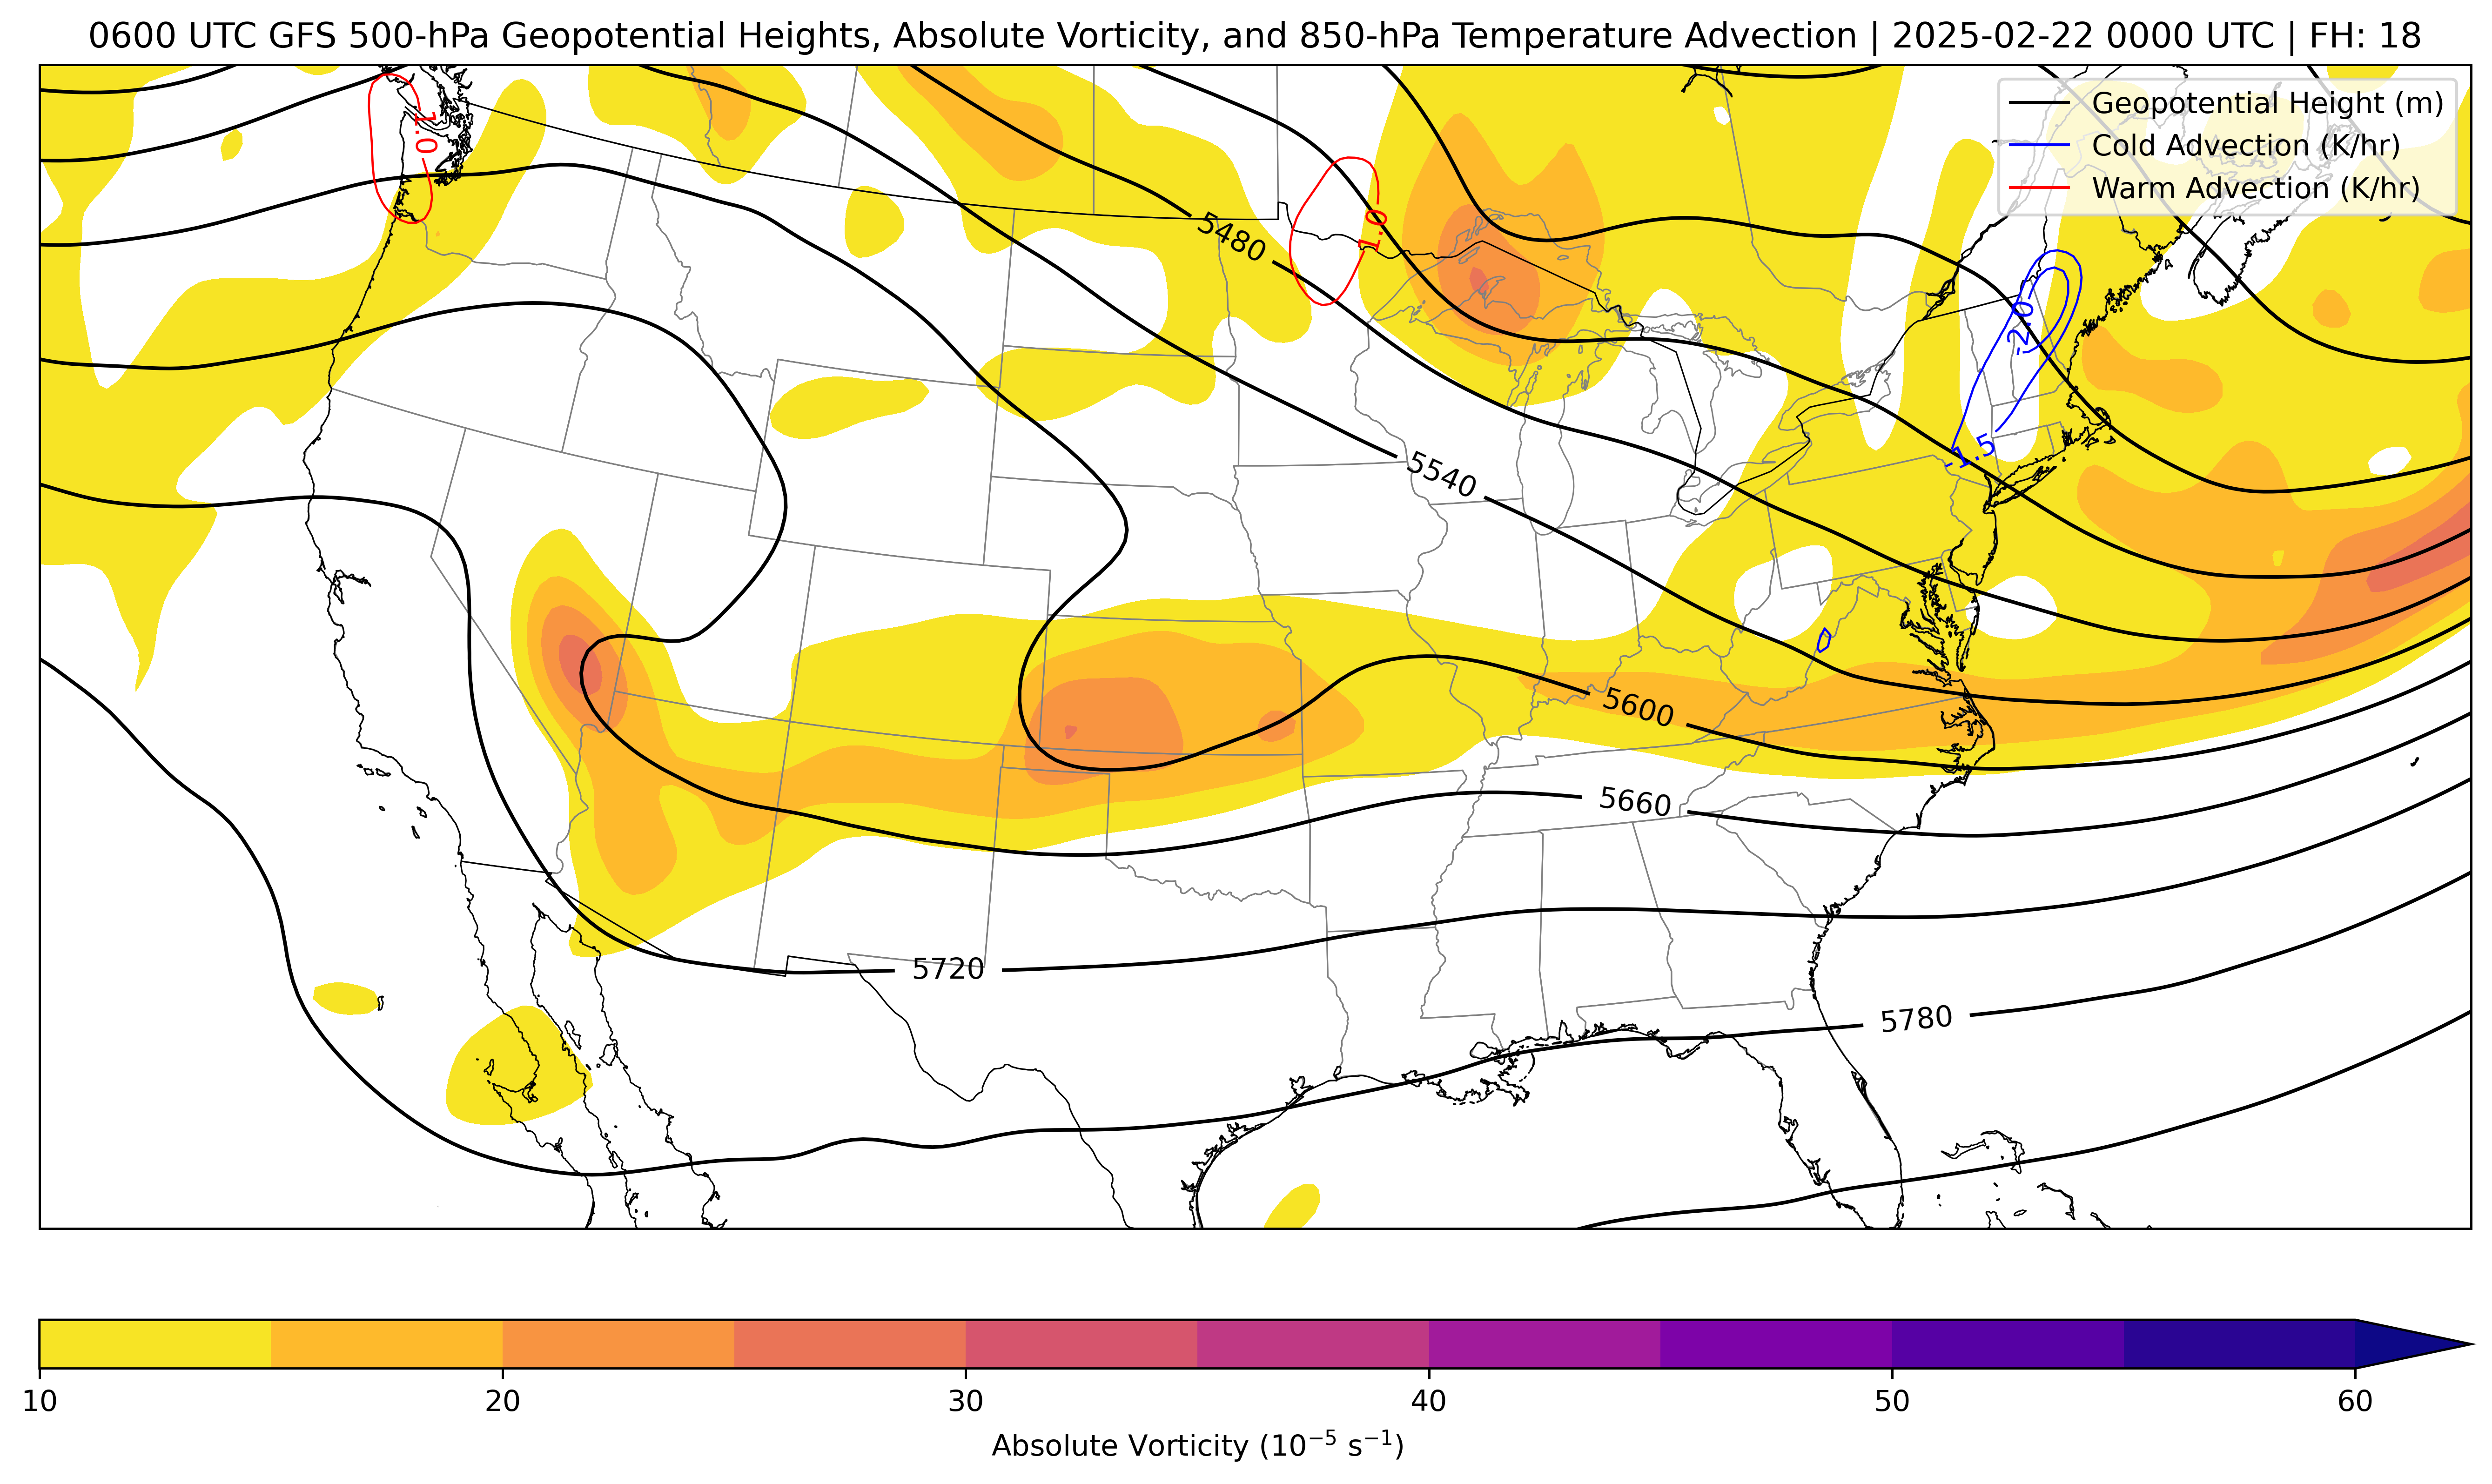 0600 UTC GFS 500-hPa Geopotential Heights, Absolute Vorticity, and 850-hPa Temperature Advection | 2025-02-22 0000 UTC | FH: 18
Geopotential Height (m)
Cold Advection (K/hr)
Warm Advection (K/hr)
1.0
1.0
5480
-2.0
-1.5
5540
5600
5660
5720
5780
10 20 30 40 50 60
Absolute Vorticity (10⁻⁵ s⁻¹)